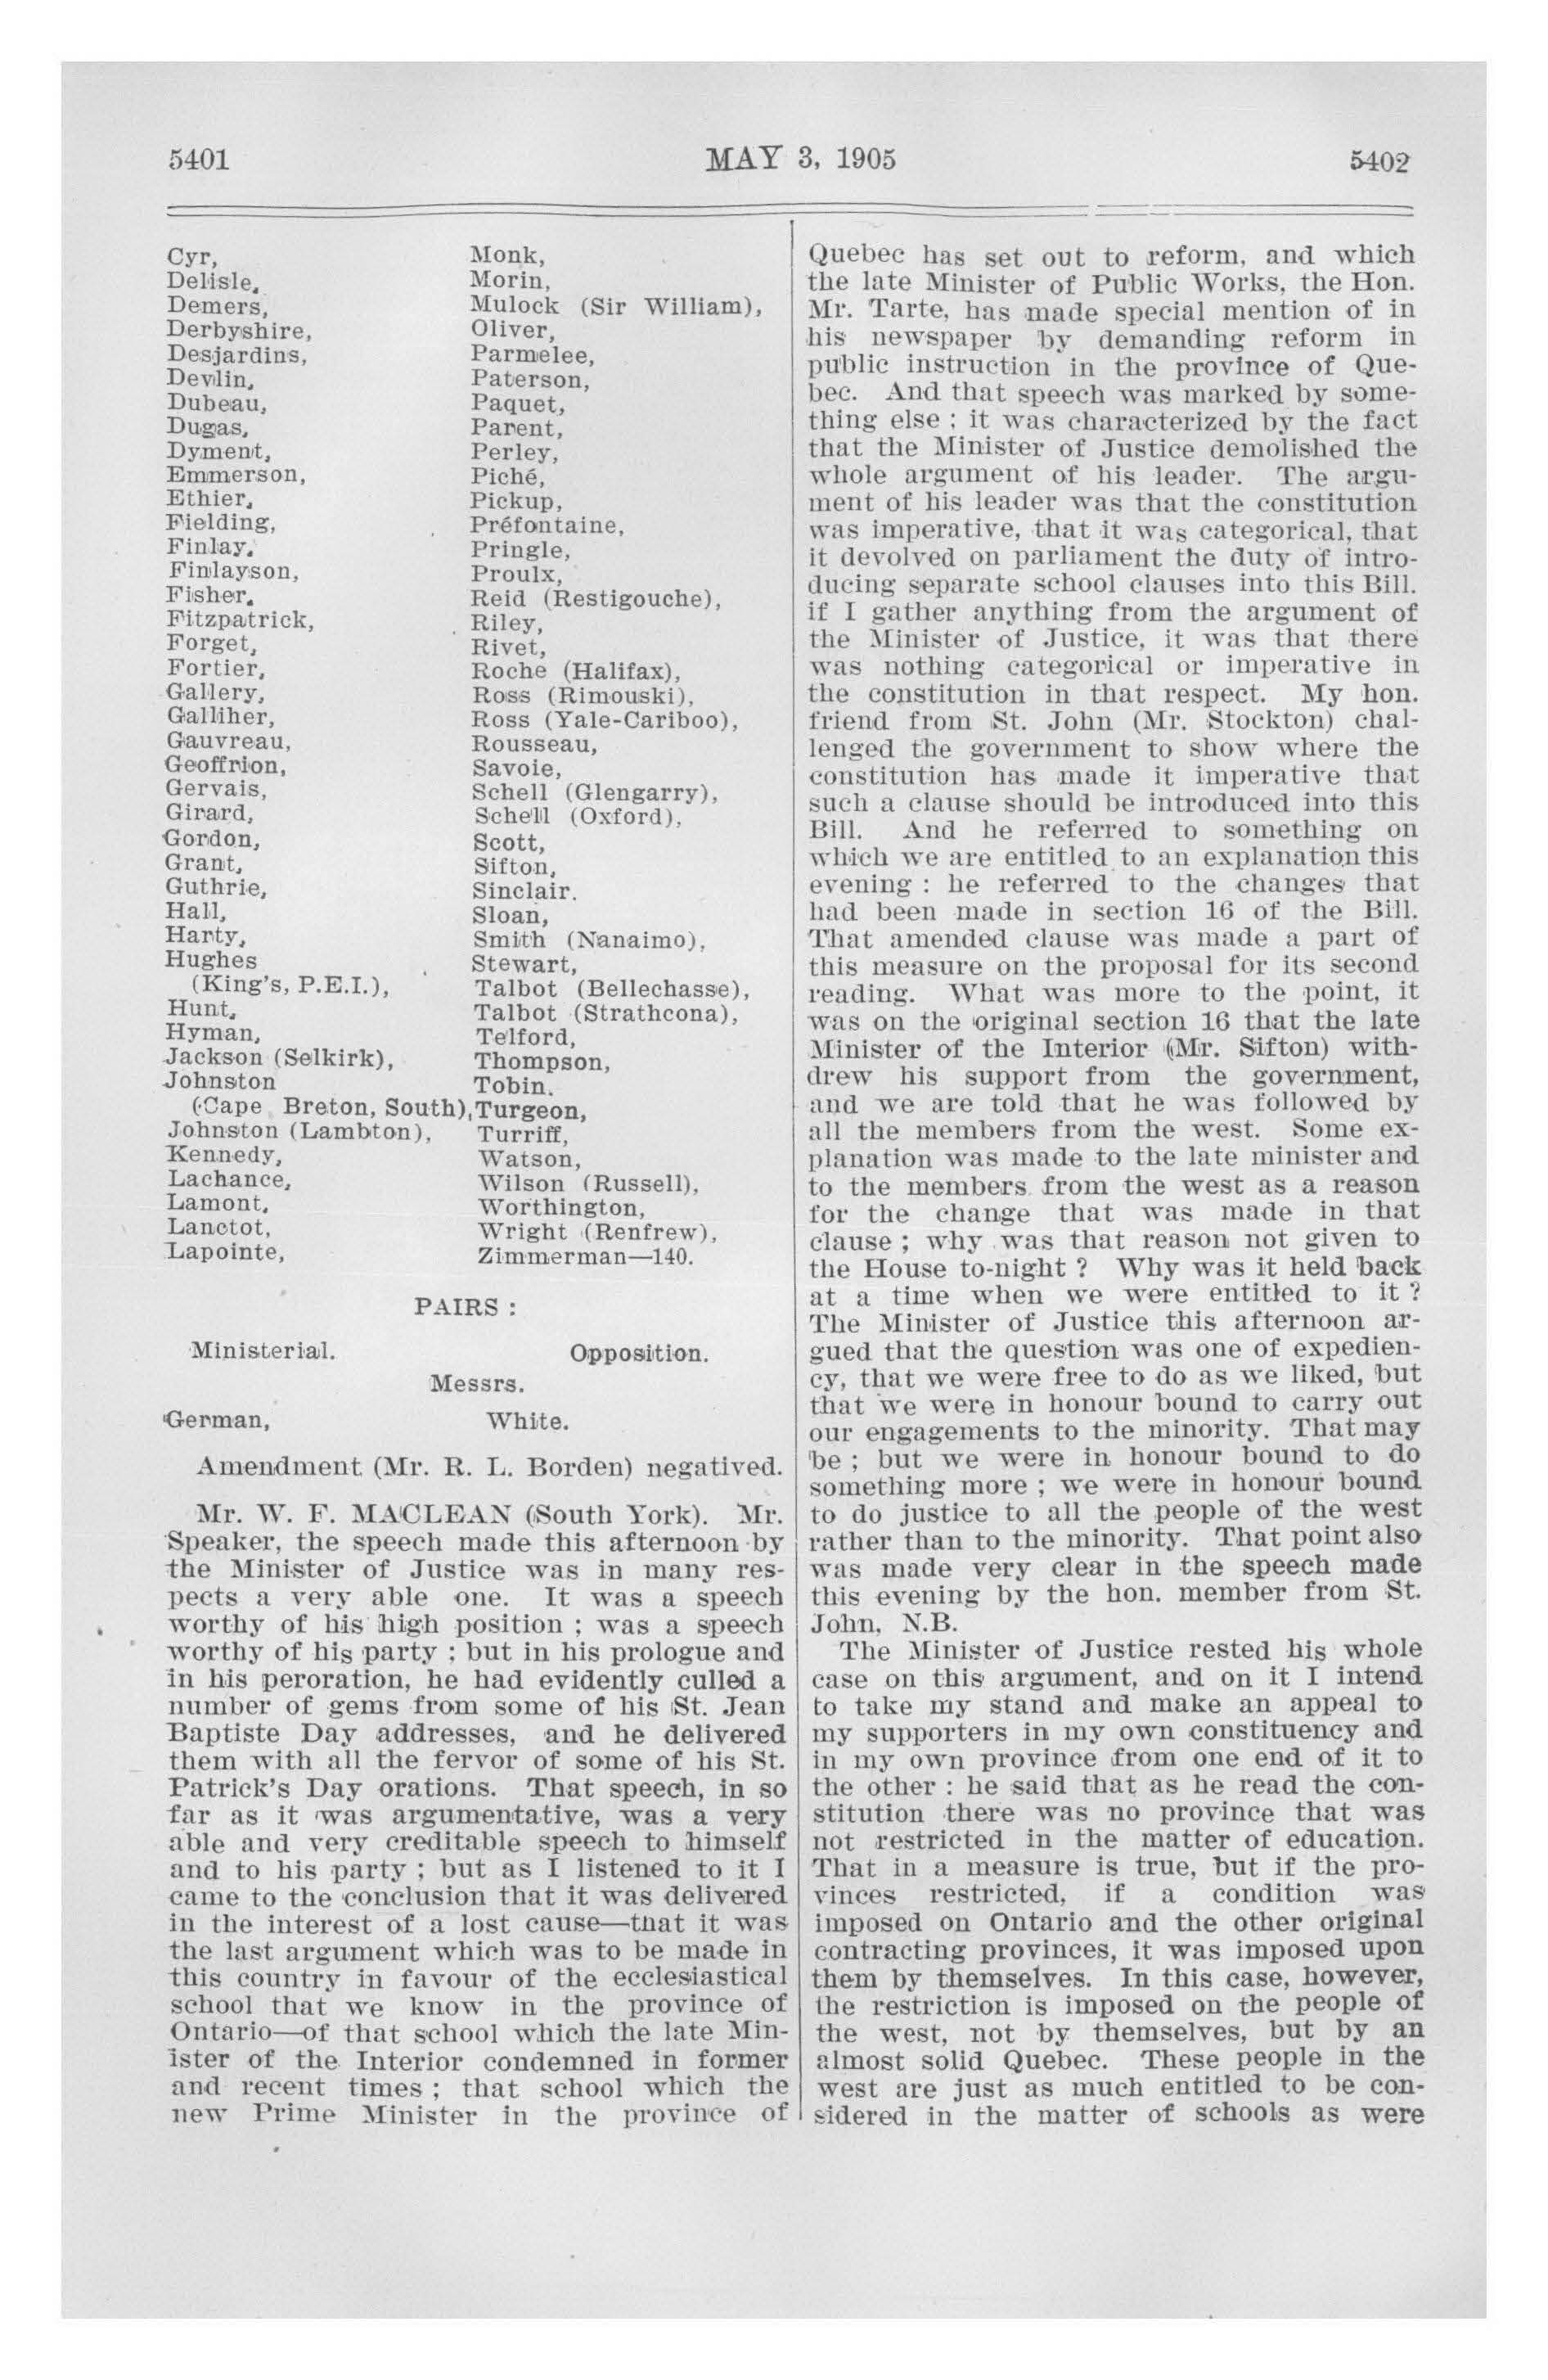 5401 MAY 3, 1905 5402
Cyr,
Delisle,
Demers,
Derbyshire,
Desjardins,
Devlin,
Dubeau,
Dugas,
Dyment,
Emmerson,
Ethier,
Fielding,
Finlay,
Finlayson,
Fisher,
Fitzpatrick,
Forget,
Fortier,
Gallery,
Galliher,
Gauvreau,
Geoffrion,
Gervais,
Girard,
Gordon,
Grant,
Guthrie,
Hall,
Harty,
Hughes
(King's, P.E.I.),
Hunt,
Hyman,
Jackson (Selkirk),
Johnston
(Cape Breton, South),
Johnston (Lambton),
Kennedy,
Lachance,
Lamont,
Lanctot,
Lapointe,
Monk,
Morin,
Mulock (Sir William),
Oliver,
Parmelee,
Paterson,
Paquet,
Parent,
Perley,
Piché,
Pickup,
Préfontaine,
Pringle,
Proulx,
Reid (Restigouche),
Riley,
Rivet,
Roche (Halifax),
Ross (Rimouski),
Ross (Yale-Cariboo),
Rousseau,
Savoie,
Schell (Glengarry),
Schell (Oxford),
Scott,
Sifton,
Sinclair.
Sloan,
Smith (Nanaimo),
Stewart,
Talbot (Bellechasse),
Talbot (Strathcona),
Telford,
Thompson,
Tobin.
Turgeon,
Turriff,
Watson,
Wilson (Russell),
Worthington,
Wright (Renfrew),
Zimmerman—140.
PAIRS :
Ministerial. Opposition.
Messrs.
German, White.
Amendment (Mr. R. L. Borden) negatived.
Mr. W. F. MACLEAN (South York). Mr.
Speaker, the speech made this afternoon by
the Minister of Justice was in many res-
pects a very able one. It was a speech
worthy of his high position ; was a speech
worthy of his party ; but in his prologue and
in his peroration, he had evidently culled a
number of gems from some of his St. Jean
Baptiste Day addresses, and he delivered
them with all the fervor of some of his St.
Patrick's Day orations. That speech, in so
far as it was argumentative, was a very
able and very creditable speech to himself
and to his party ; but as I listened to it I
came to the conclusion that it was delivered
in the interest of a lost cause—that it was
the last argument which was to be made in
this country in favour of the ecclesiastical
school that we know in the province of
Ontario—of that school which the late Min-
ister of the Interior condemned in former
and recent times ; that school which the
new Prime Minister in the province of
Quebec has set out to reform, and which
the late Minister of Public Works, the Hon.
Mr. Tarte, has made special mention of in
his newspaper by demanding reform in
public instruction in the province of Que-
bec. And that speech was marked by some-
thing else ; it was characterized by the fact
that the Minister of Justice demolished the
whole argument of his leader. The argu-
ment of his leader was that the constitution
was imperative, that it was categorical, that
it devolved on parliament the duty of intro-
ducing separate school clauses into this Bill.
if I gather anything from the argument of
the Minister of Justice, it was that there
was nothing categorical or imperative in
the constitution in that respect. My hon.
friend from St. John (Mr. Stockton) chal-
lenged the government to show where the
constitution has made it imperative that
such a clause should be introduced into this
Bill. And he referred to something on
which we are entitled to an explanation this
evening : he referred to the changes that
had been made in section 16 of the Bill.
That amended clause was made a part of
this measure on the proposal for its second
reading. What was more to the point, it
was on the original section 16 that the late
Minister of the Interior (Mr. Sifton) with-
drew his support from the government,
and we are told that he was followed by
all the members from the west. Some ex-
planation was made to the late minister and
to the members from the west as a reason
for the change that was made in that
clause ; why was that reason not given to
the House to-night ? Why was it held back
at a time when we were entitled to it ?
The Minister of Justice this afternoon ar-
gued that the question was one of expedien-
cy, that we were free to do as we liked, but
that we were in honour bound to carry out
our engagements to the minority. That may
be ; but we were in honour bound to do
something more ; we were in honour bound
to do justice to all the people of the west
rather than to the minority. That point also
was made very clear in the speech made
this evening by the hon. member from St.
John, N.B.
The Minister of Justice rested his whole
case on this argument, and on it I intend
to take my stand and make an appeal to
my supporters in my own constituency and
in my own province from one end of it to
the other : he said that as he read the con-
stitution there was no province that was
not restricted in the matter of education.
That in a measure is true, but if the pro-
vinces restricted, if a condition was
imposed on Ontario and the other original
contracting provinces, it was imposed upon
them by themselves. In this case, however,
the restriction is imposed on the people of
the west, not by themselves, but by an
almost solid Quebec. These people in the
west are just as much entitled to be con-
sidered in the matter of schools as were